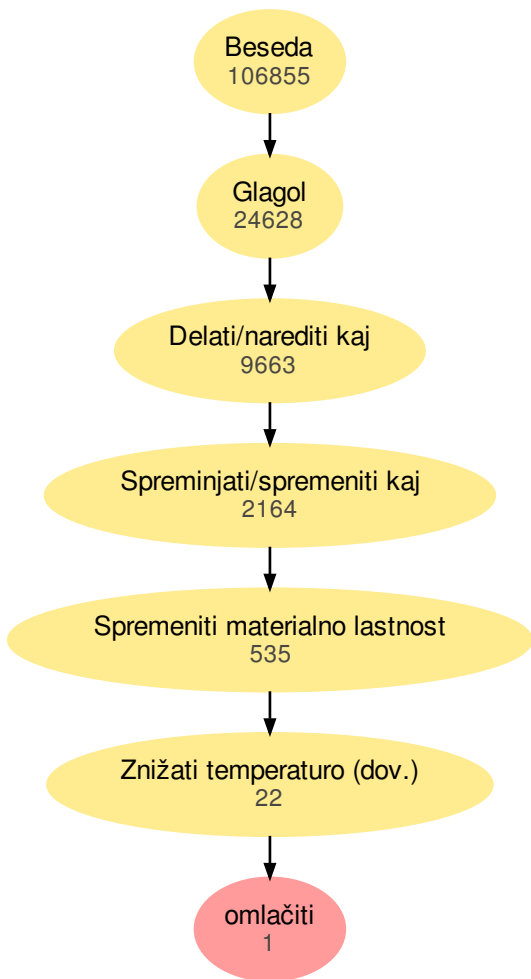 Beseda
106855
Glagol
24628
Delati/narediti kaj
9663
Spreminjati/spremeniti kaj
2164
Spremeniti materialno lastnost
535
Znižati temperaturo (dov.)
22
omlačiti
1